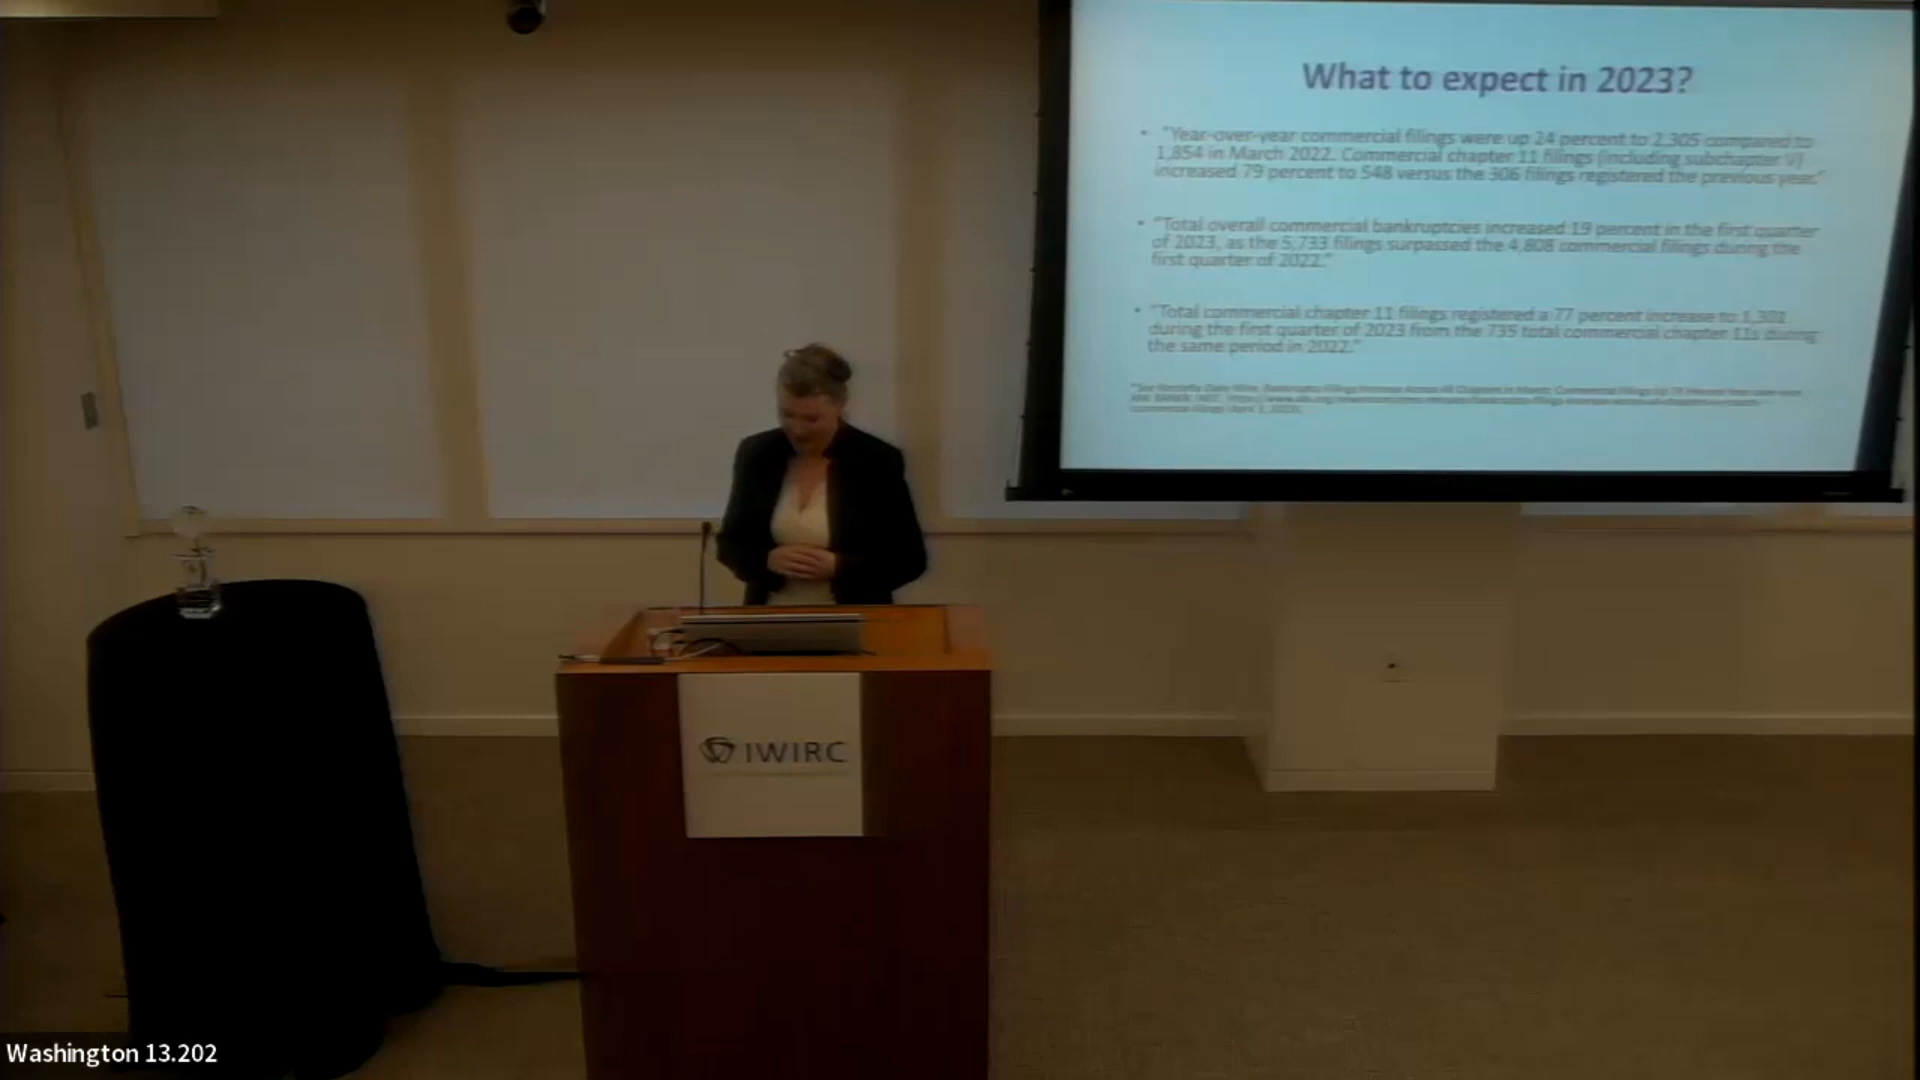 What to expect in 2023?
• "Year-over-year commercial filings were up 24 percent to 2,305 compared to
1,854 in March 2022. Commercial chapter 11 filings (including subchapter V)
increased 79 percent to 548 versus the 306 filings registered the previous year."
• "Total overall commercial bankruptcies increased 19 percent in the first quarter
of 2023, as the 5,733 filings surpassed the 4,808 commercial filings during the
first quarter of 2022."
• "Total commercial chapter 11 filings registered a 77 percent increase to
during the first quarter of 2023 from the 735 total commercial chapter 11s during
the same period in 2022."
IWIRC
Washington 13.202